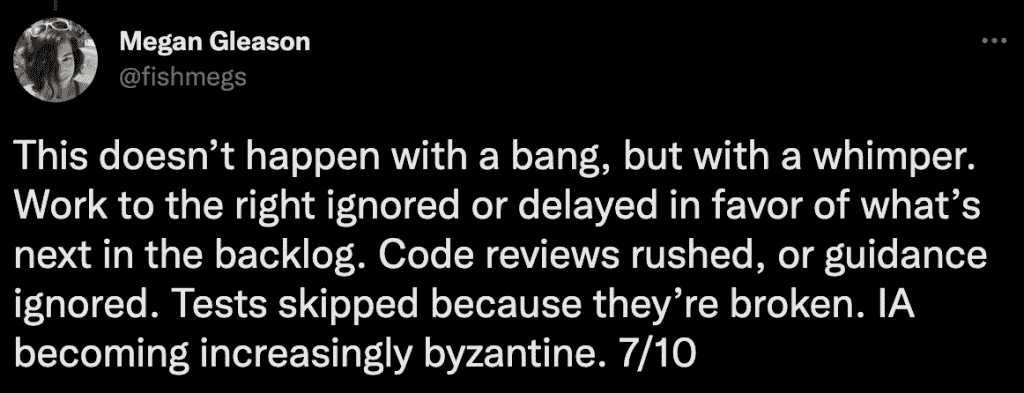 Megan Gleason
@fishmegs
This doesn’t happen with a bang, but with a whimper.
Work to the right ignored or delayed in favor of what’s
next in the backlog. Code reviews rushed, or guidance
ignored. Tests skipped because they’re broken. IA
becoming increasingly byzantine. 7/10